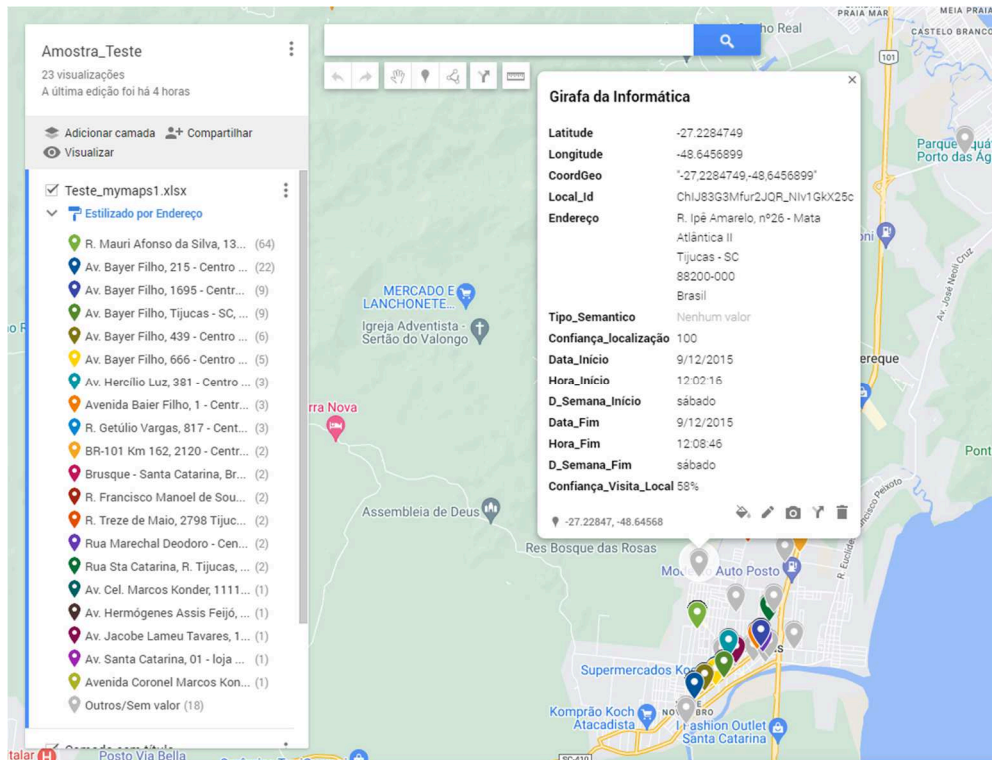 Amostra_Teste
23 visualizações
A última edição foi há 4 horas
Adicionar camada
Compartilhar
Visualizar
Teste_mymaps1.xlsx
Estilizado por Endereço
R. Mauri Afonso da Silva, 13... (64)
Av. Bayer Filho, 215 - Centro ... (22)
Av. Bayer Filho, 1695 - Centr... (9)
Av. Bayer Filho, Tijucas - SC, ... (9)
Av. Bayer Filho, 439 - Centro ... (6)
Av. Bayer Filho, 666 - Centro ... (5)
Av. Hercílio Luz, 381 - Centro ... (3)
Avenida Baier Filho, 1 - Centr... (3)
R. Getúlio Vargas, 817 - Cent... (3)
BR-101 Km 162, 2120 - Centr... (2)
Brusque - Santa Catarina, Br... (2)
R. Francisco Manoel de Sou... (2)
R. Treze de Maio, 2798 Tijuc... (2)
Rua Marechal Deodoro - Cen... (2)
Rua Sta Catarina, R. Tijucas, ... (2)
Av. Cel. Marcos Konder, 1111... (1)
Av. Hermógenes Assis Feijó, ... (1)
Av. Jacobe Lameu Tavares, 1... (1)
Av. Santa Catarina, 01 - loja ... (1)
Avenida Coronel Marcos Kon... (1)
Outros/Sem valor (18)
Girafa da Informática
Latitude -27.2284749
Longitude -48.6456899
CoordGeo "-27,2284749,-48,6456899"
Local_Id ChIJ83G3Mfur2JQR_NIv1GkX25c
Endereço R. Ipê Amarelo, nº26 - Mata
Atlântica II
Tijucas - SC
88200-000
Brasil
Tipo_Semantico Nenhum valor
Confiança_localização 100
Data_Início 9/12/2015
Hora_Início 12:02:16
D_Semana_Início sábado
Data_Fim 9/12/2015
Hora_Fim 12:08:46
D_Semana_Fim sábado
Confiança_Visita_Local 58%
-27.22847, -48.64568
PRAIA MAR
MEIA PRAIA
CASTELO BRANCO
ho Real
101
Parque
Porto das Ág
Av. José Neoli Cruz
ereque
MERCADO E
LANCHONETE...
Igreja Adventista -
Sertão do Valongo
rra Nova
Pont
Assembleia de Deus
Res Bosque das Rosas
Auto Posto
Supermercados
Komprão Koch
Atacadista
Fashion Outlet
Santa Catarina
SC-410
talar
Posto Via Bella